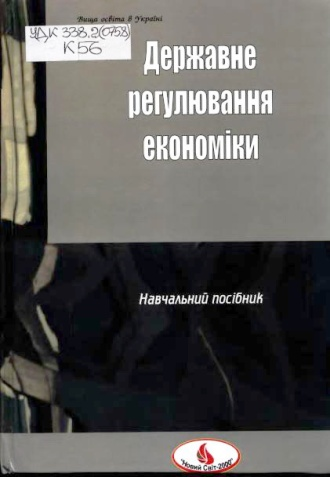 Вища освіта в Україні
УДК 338.2(075.8)
К56
Державне
регулювання
економіки
Навчальний посібник
"Новий Світ-2000"